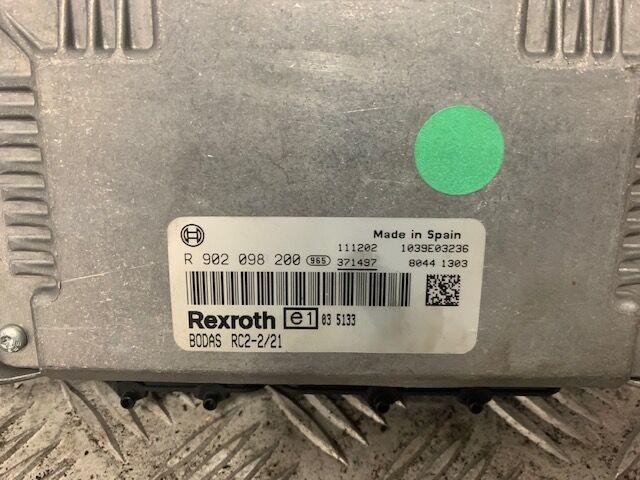 Made in Spain
111202 1039E03236
R 902 098 200 965 371497 8044 1303
Rexroth e1 03 5133
BODAS RC2-2/21